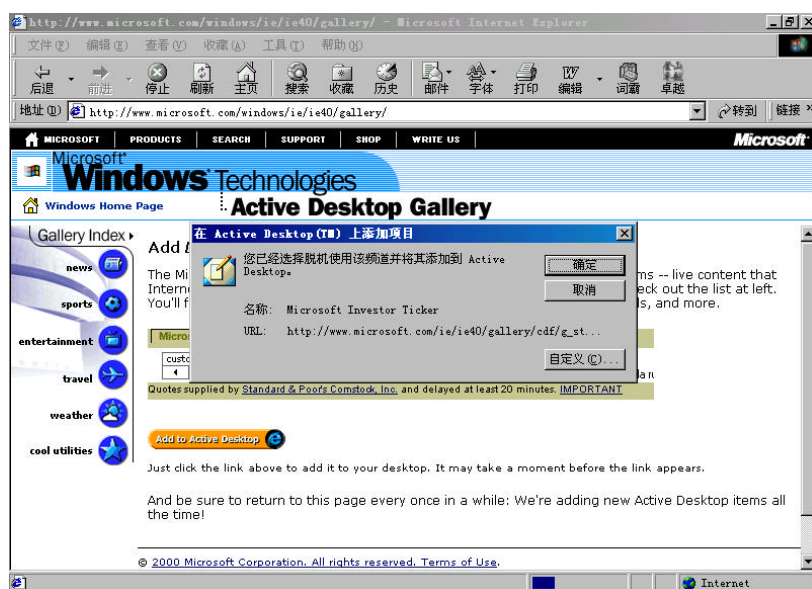 http://www.microsoft.com/windows/ie/ie40/gallery/ - Microsoft Internet Explorer
文件(F) 编辑(E) 查看(V) 收藏(A) 工具(T) 帮助(H)
后退 前进 停止 刷新 主页 搜索 收藏 历史 邮件 字体 打印 编辑 词霸 卓越
地址(D) http://www.microsoft.com/windows/ie/ie40/gallery/ 转到 链接 »
MICROSOFT PRODUCTS SEARCH SUPPORT SHOP WRITE US Microsoft
Microsoft
Windows Technologies
Windows Home Page
Active Desktop Gallery
Gallery Index
news
sports
entertainment
travel
weather
cool utilities
Add
在 Active Desktop(TM) 上添加项目
您已经选择脱机使用该频道并将其添加到 Active
Desktop。
确定
取消
名称: Microsoft Investor Ticker
URL: http://www.microsoft.com/ie/ie40/gallery/cdf/g_st...
自定义(C)...
The Mi ms -- live content that
Intern eck out the list at left.
You'll f ls, and more.
Micros
custo
Quotes supplied by Standard & Poor's Comstock, Inc. and delayed at least 20 minutes. IMPORTANT
Add to Active Desktop
Just click the link above to add it to your desktop. It may take a moment before the link appears.
And be sure to return to this page every once in a while: We're adding new Active Desktop items all
the time!
© 2000 Microsoft Corporation. All rights reserved. Terms of Use.
Internet